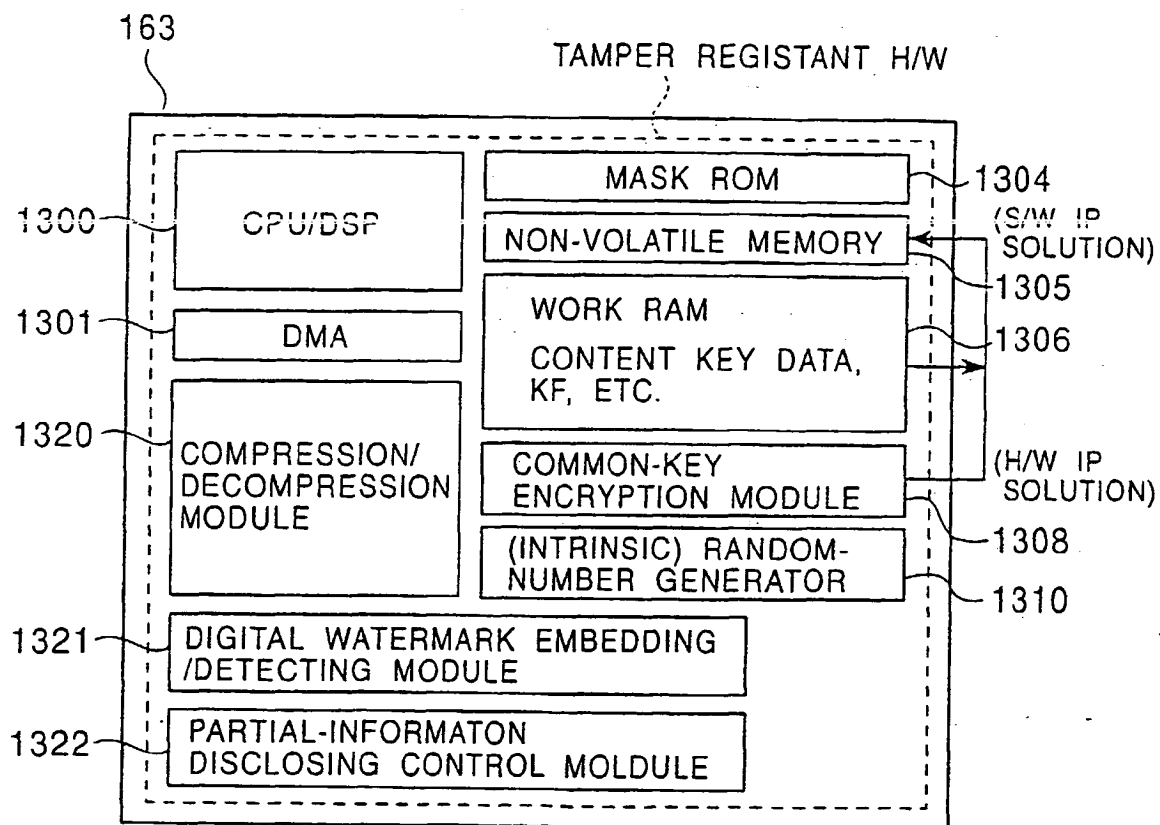 163
TAMPER REGISTANT H/W
1300
CPU/DSP
MASK ROM
1304
NON-VOLATILE MEMORY
(S/W IP
SOLUTION)
1305
1301
DMA
WORK RAM
CONTENT KEY DATA,
KF, ETC.
1306
1320
COMPRESSION/
DECOMPRESSION
MODULE
COMMON-KEY
ENCRYPTION MODULE
(H/W IP
SOLUTION)
1308
(INTRINSIC) RANDOM-
NUMBER GENERATOR
1310
1321
DIGITAL WATERMARK EMBEDDING
/DETECTING MODULE
1322
PARTIAL-INFORMATON
DISCLOSING CONTROL MOLDULE